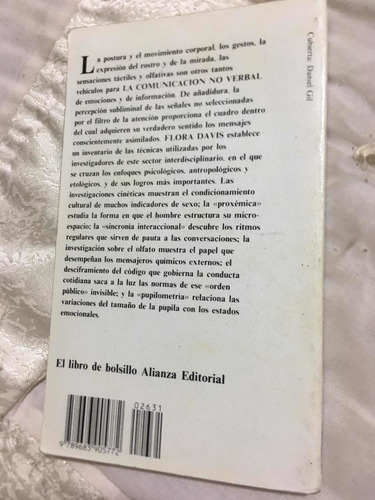 La postura y el movimiento corporal, los gestos, la
expresión del rostro y de la mirada, las
sensaciones táctiles y olfativas son otros tantos
vehículos para LA COMUNICACION NO VERBAL
de emociones y de información. De añadidura, la
percepción subliminal de las señales no seleccionadas
por el filtro de la atención proporciona el cuadro dentro
del cual adquieren su verdadero sentido los mensajes
conscientemente asimilados. FLORA DAVIS establece
un inventario de las técnicas utilizadas por los
investigadores de este sector interdisciplinario, en el que
se cruzan los enfoques psicológicos, antropológicos y
etológicos, y de sus logros más importantes. Las
investigaciones cinéticas muestran el condicionamiento
cultural de muchos indicadores de sexo; la «proxémica»
estudia la forma en que el hombre estructura su micro-
espacio; la «sincronía interaccional» descubre los ritmos
regulares que sirven de pauta a las conversaciones; la
investigación sobre el olfato muestra el papel que
desempeñan los mensajeros químicos externos; el
desciframiento del código que gobierna la conducta
cotidiana saca a la luz las normas de ese «orden
público» invisible; y la «pupilometría» relaciona las
variaciones del tamaño de la pupila con los estados
emocionales.
El libro de bolsillo Alianza Editorial
02631
9 789683 905772
Cubierta: Daniel Gil